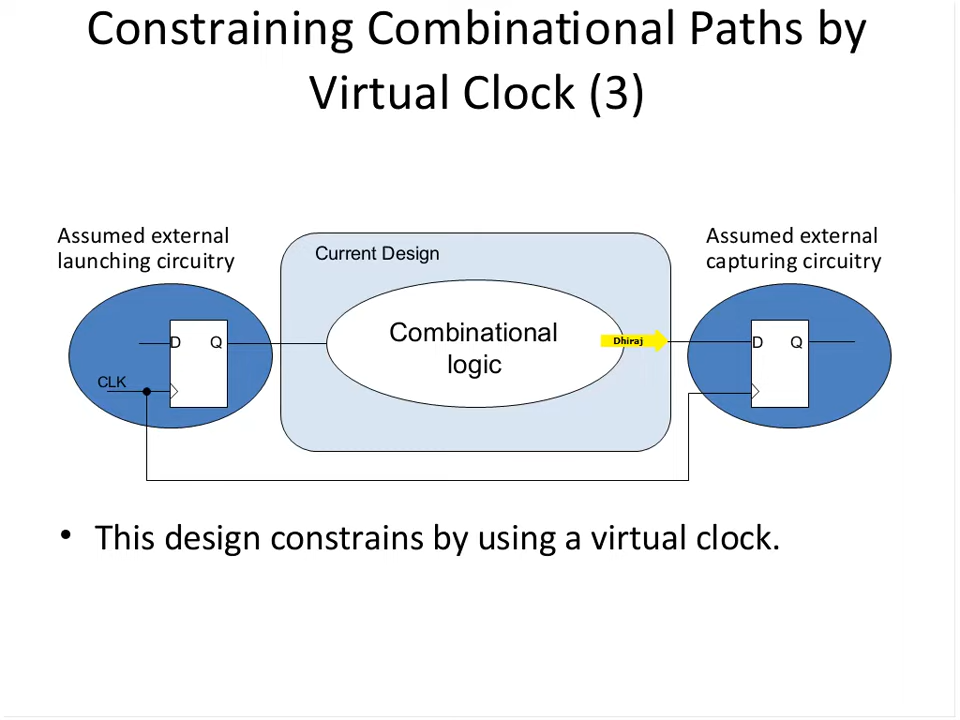 Constraining Combinational Paths by
Virtual Clock (3)
Assumed external
launching circuitry
Current Design
Assumed external
capturing circuitry
Combinational
logic
Dhiraj
D Q
CLK
D Q
• This design constrains by using a virtual clock.